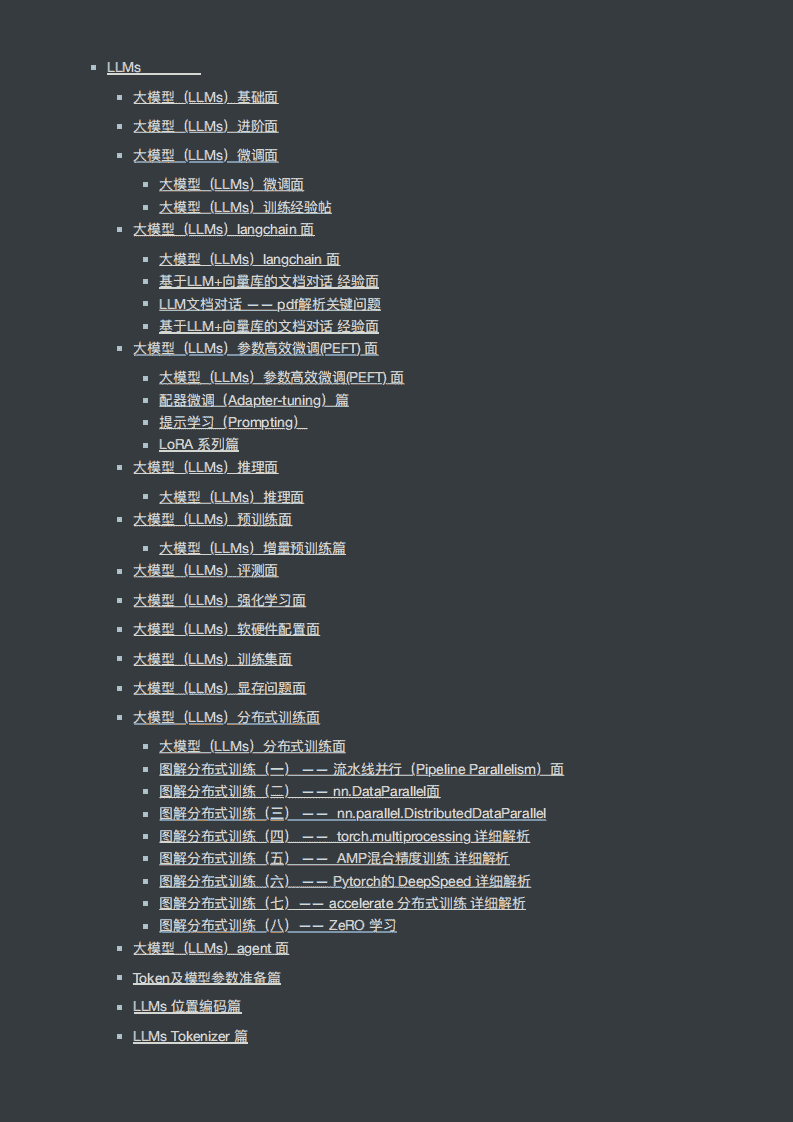 LLMs
大模型（LLMs）基础面
大模型（LLMs）进阶面
大模型（LLMs）微调面
大模型（LLMs）微调面
大模型（LLMs）训练经验帖
大模型（LLMs）langchain 面
大模型（LLMs）langchain 面
基于LLM+向量库的文档对话 经验面
LLM文档对话 —— pdf解析关键问题
基于LLM+向量库的文档对话 经验面
大模型（LLMs）参数高效微调(PEFT) 面
大模型（LLMs）参数高效微调(PEFT) 面
配器微调（Adapter-tuning）篇
提示学习（Prompting）
LoRA 系列篇
大模型（LLMs）推理面
大模型（LLMs）推理面
大模型（LLMs）预训练面
大模型（LLMs）增量预训练篇
大模型（LLMs）评测面
大模型（LLMs）强化学习面
大模型（LLMs）软硬件配置面
大模型（LLMs）训练集面
大模型（LLMs）显存问题面
大模型（LLMs）分布式训练面
大模型（LLMs）分布式训练面
图解分布式训练（一） —— 流水线并行（Pipeline Parallelism）面
图解分布式训练（二） —— nn.DataParallel面
图解分布式训练（三） —— nn.parallel.DistributedDataParallel
图解分布式训练（四） —— torch.multiprocessing 详细解析
图解分布式训练（五） —— AMP混合精度训练 详细解析
图解分布式训练（六） —— Pytorch的 DeepSpeed 详细解析
图解分布式训练（七）—— accelerate 分布式训练 详细解析
图解分布式训练（八）—— ZeRO 学习
大模型（LLMs）agent 面
Token及模型参数准备篇
LLMs 位置编码篇
LLMs Tokenizer 篇